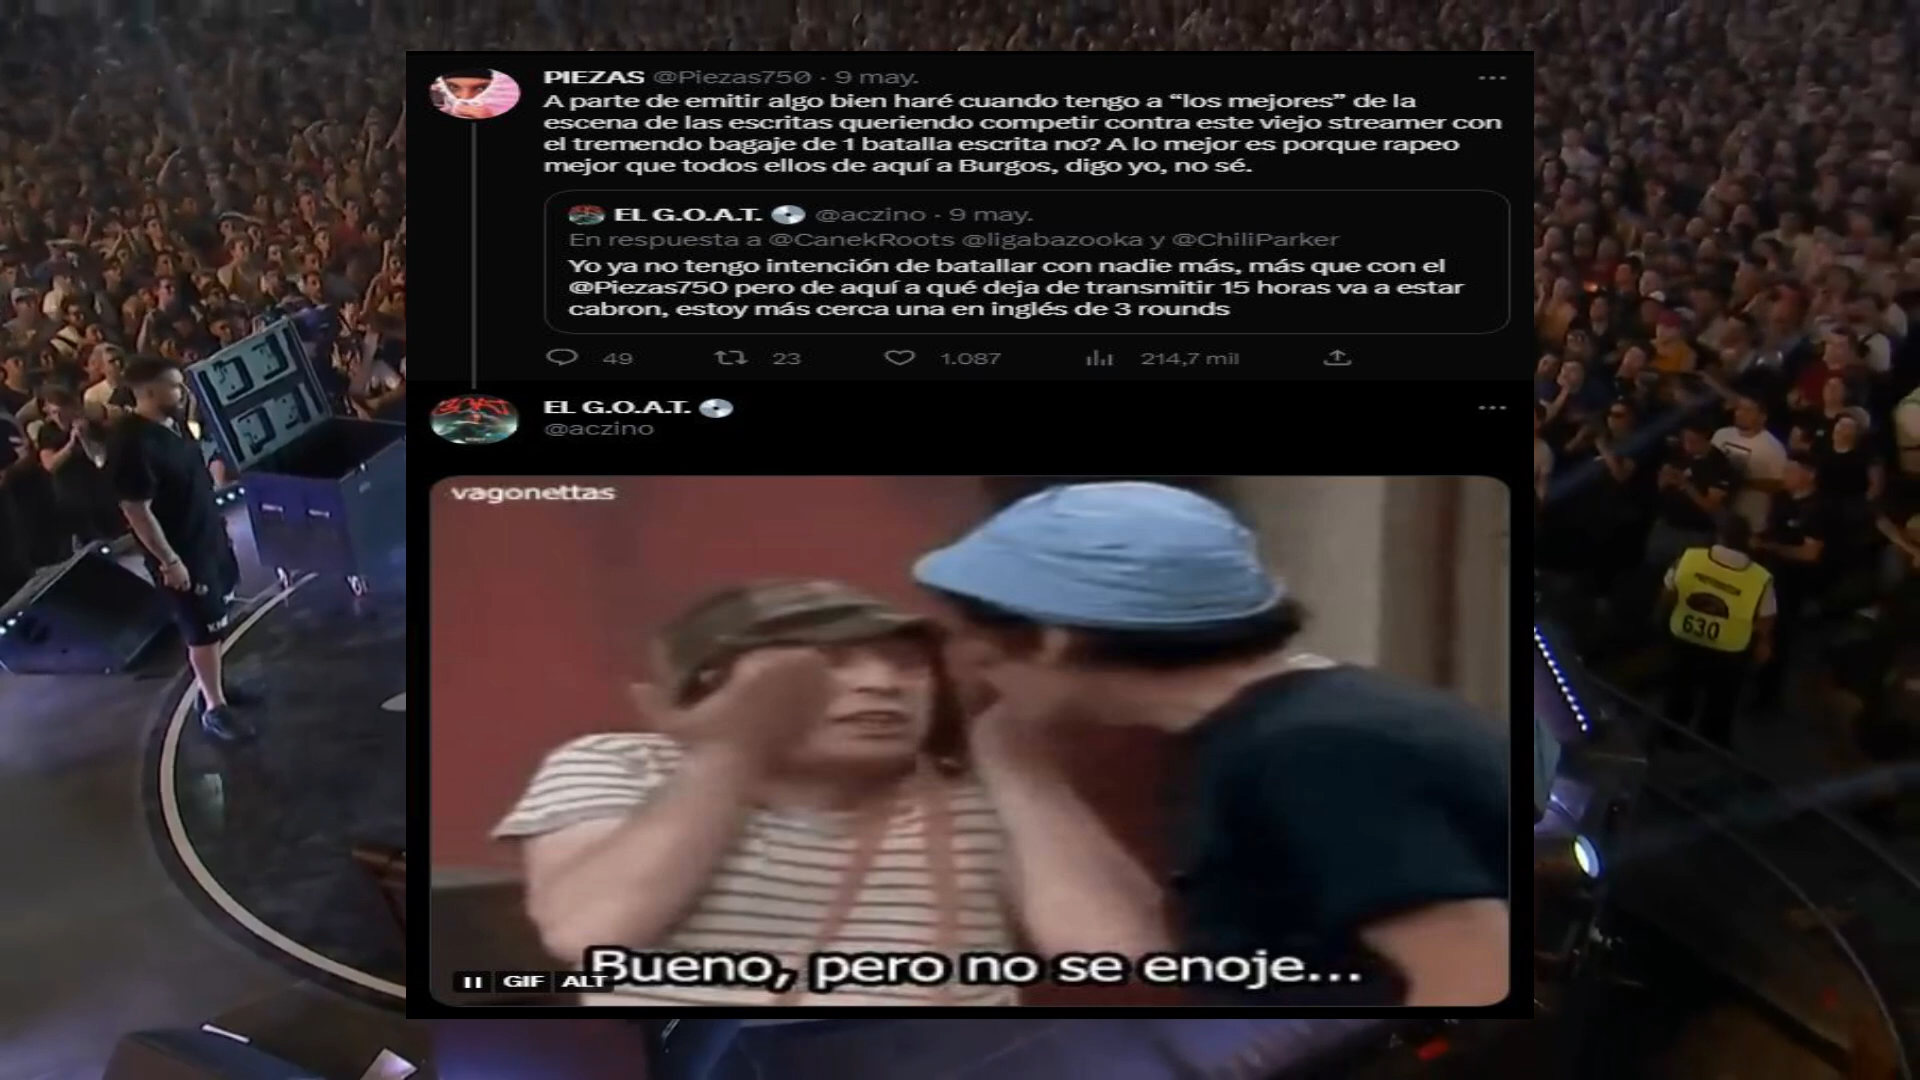 PIEZAS @Piezas750 · 9 may.
A parte de emitir algo bien haré cuando tengo a “los mejores” de la
escena de las escritas queriendo competir contra este viejo streamer con
el tremendo bagaje de 1 batalla escrita no? A lo mejor es porque rapeo
mejor que todos ellos de aquí a Burgos, digo yo, no sé.
EL G.O.A.T. @aczino · 9 may.
En respuesta a @CanekRoots @ligabazooka y @ChiliParker
Yo ya no tengo intención de batallar con nadie más, más que con el
@Piezas750 pero de aquí a qué deja de transmitir 15 horas va a estar
cabron, estoy más cerca una en inglés de 3 rounds
49 23 1.087 214,7 mil
EL G.O.A.T.
@aczino
vagonettas
Bueno, pero no se enoje...
GIF ALT
630